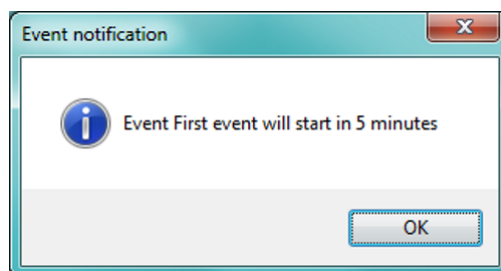 Event notification
Event First event will start in 5 minutes
OK